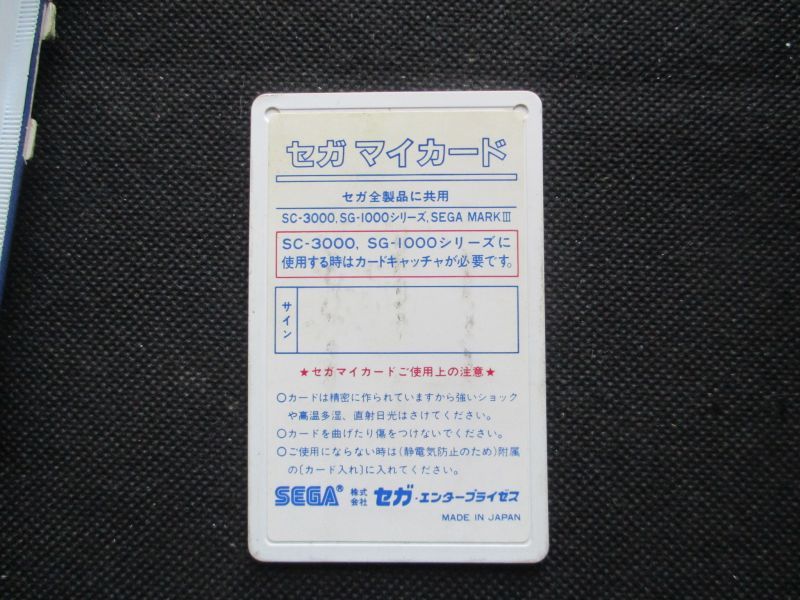 セガ マイカード
セガ全製品に共用
SC-3000, SG-1000シリーズ, SEGA MARK III
SC-3000, SG-1000シリーズに
使用する時はカードキャッチャが必要です。
サイン
★セガマイカードご使用上の注意★
○カードは精密に作られていますから強いショック
や高温多湿、直射日光はさけてください。
○カードを曲げたり傷をつけないでください。
○ご使用にならない時は(静電気防止のため)附属
の〔カード入れ〕に入れてください。
SEGA® 株式会社 セガ・エンタープライゼス
MADE IN JAPAN